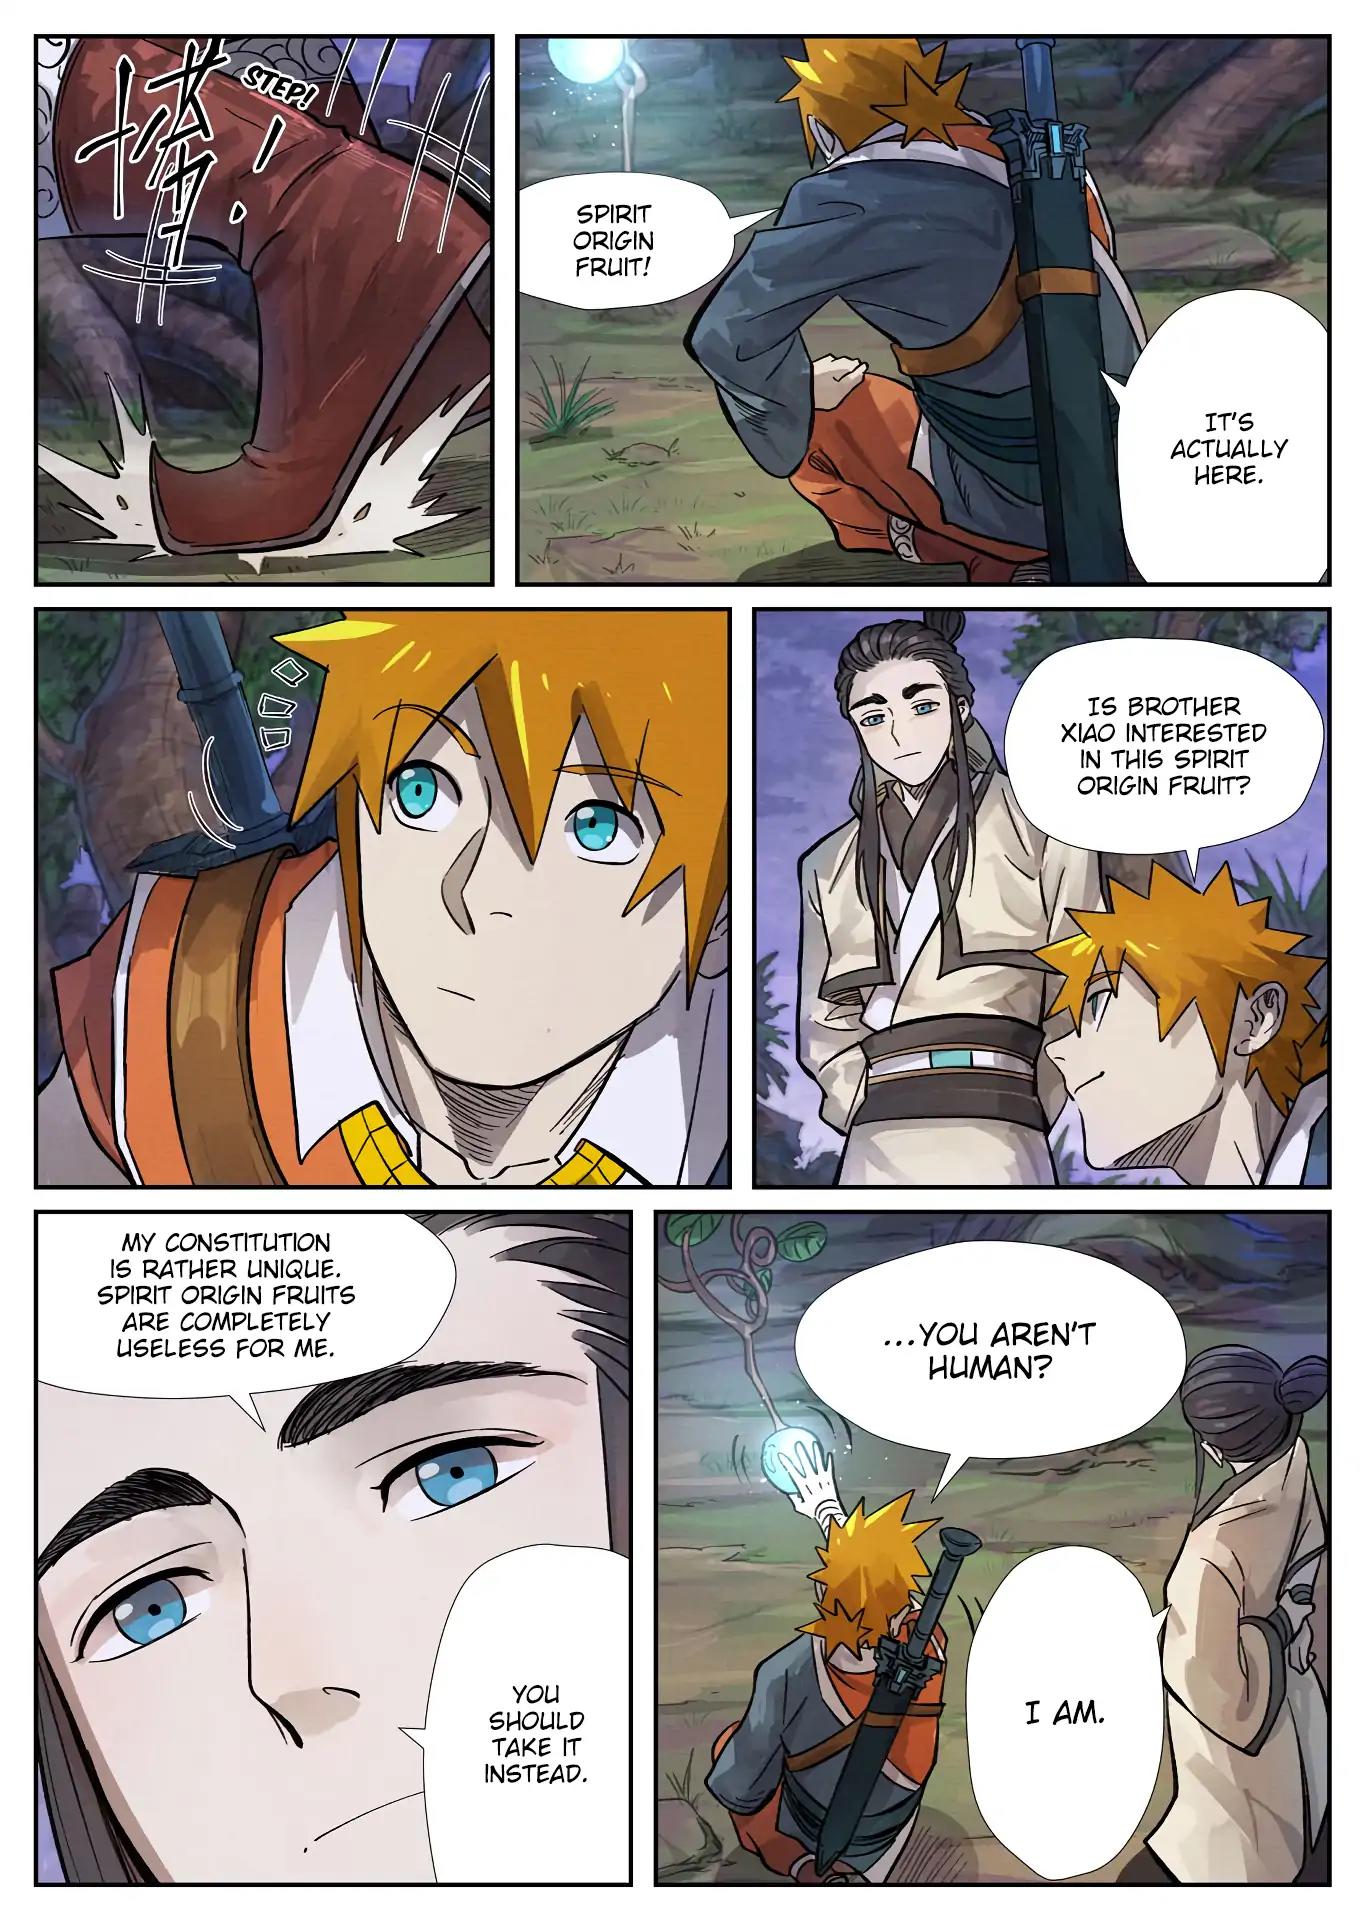 STEP!
SPIRIT
ORIGIN
FRUIT!
IT'S
ACTUALLY
HERE.
IS BROTHER
XIAO INTERESTED
IN THIS SPIRIT
ORIGIN FRUIT?
MY CONSTITUTION
IS RATHER UNIQUE.
SPIRIT ORIGIN FRUITS
ARE COMPLETELY
USELESS FOR ME.
YOU
SHOULD
TAKE IT
INSTEAD.
...YOU AREN'T
HUMAN?
I AM.